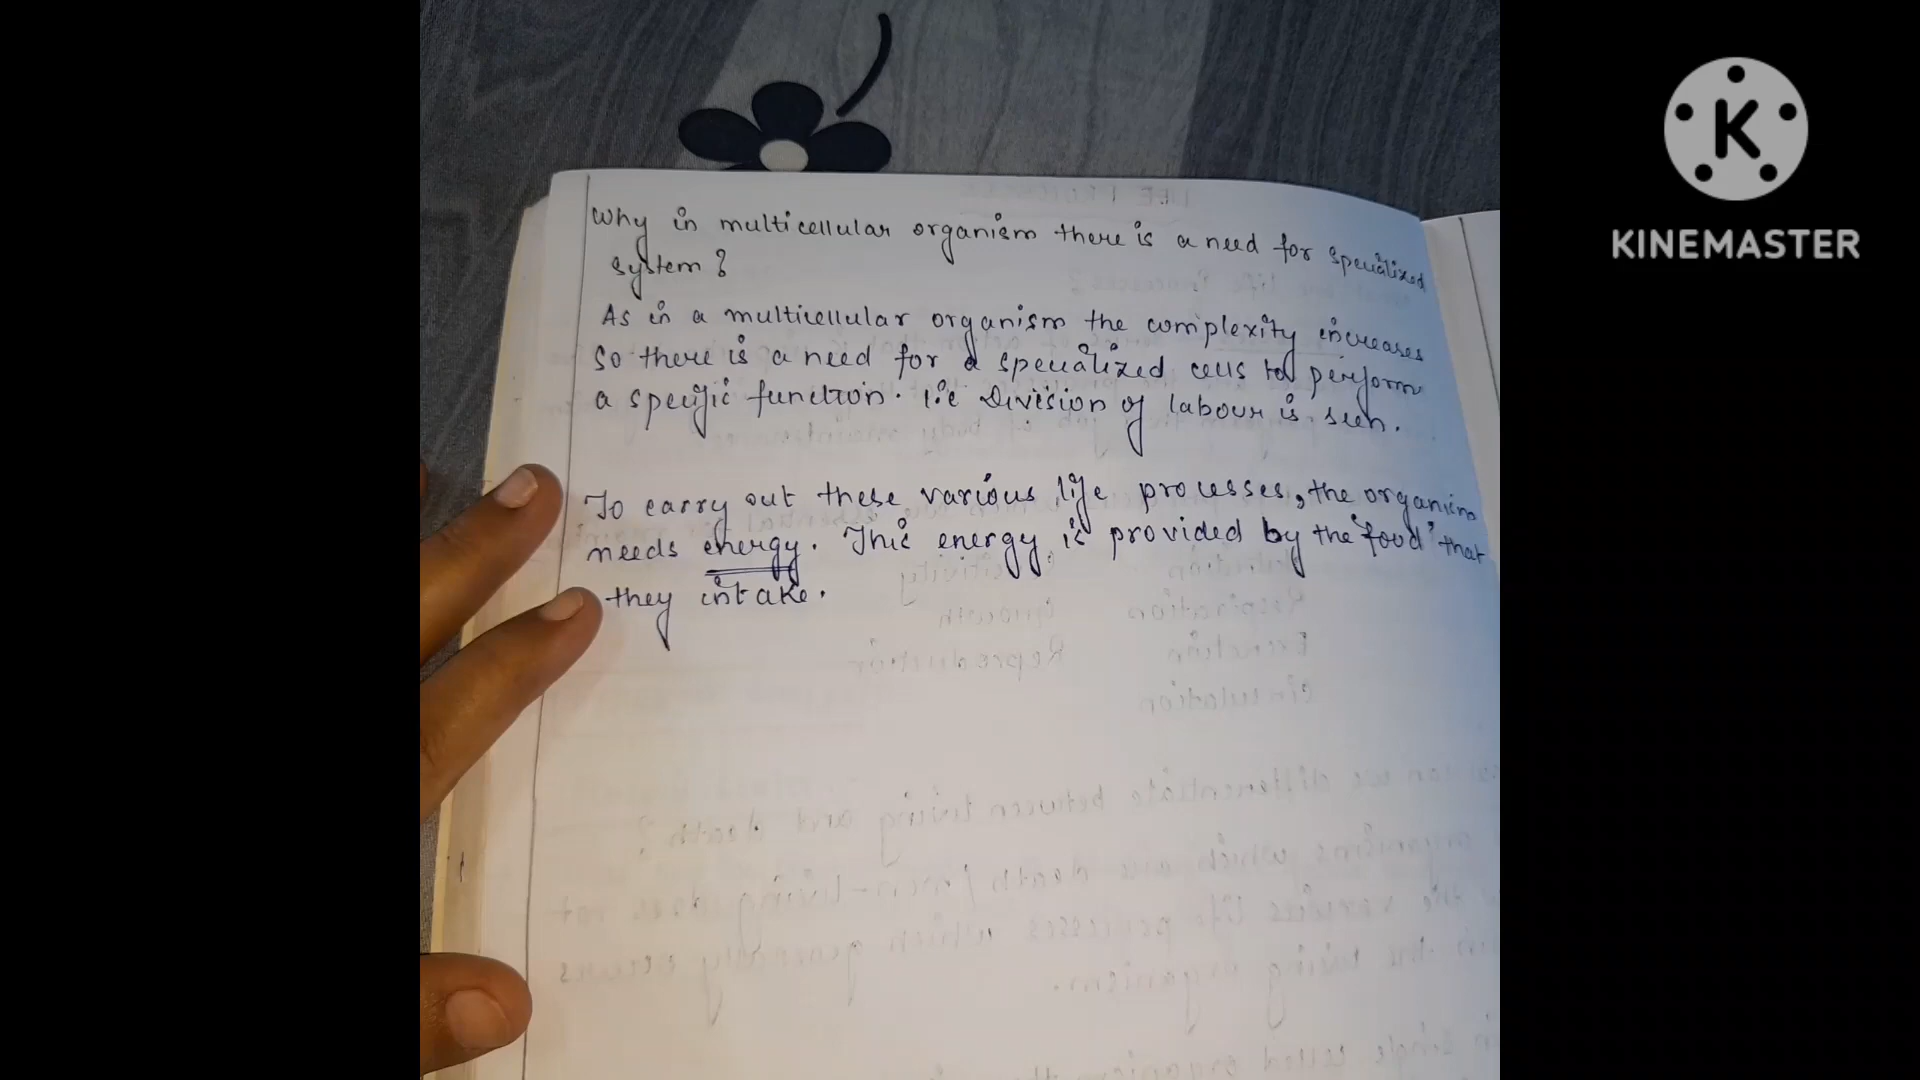 Why in multicellular organism there is a need for specialized
system?
As in a multicellular organism the complexity increases
so there is a need for a specialized cells to perform
a specific function. i.e Division of labour is seen.
To carry out these various life processes, the organism
needs energy. This energy is provided by the "food" that
they intake.
K
KINEMASTER